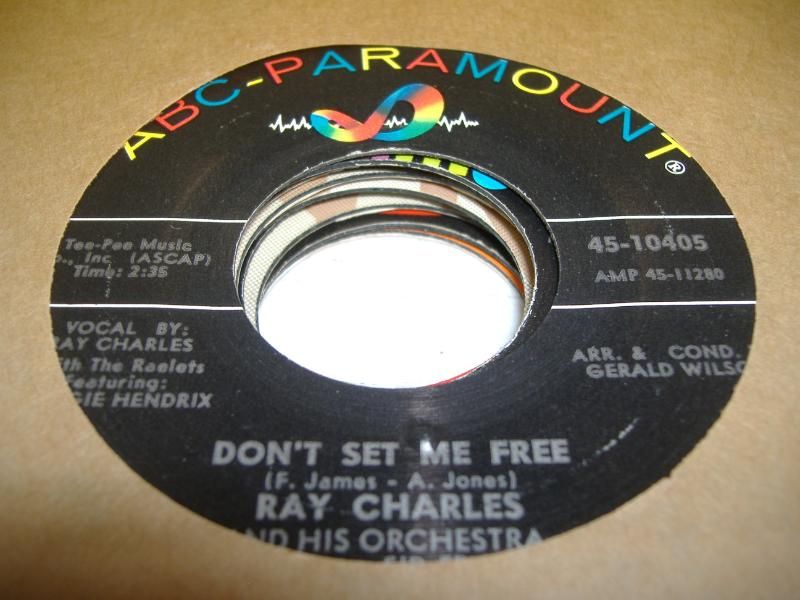 ABC-PARAMOUNT®
Tee-Pee Music
., Inc (ASCAP)
Time: 2:35
45-10405
AMP 45-11280
VOCAL BY:
RAY CHARLES
th The Raelets
Featuring:
GIE HENDRIX
ARR. & COND.
GERALD WILSO
DON'T SET ME FREE
(F. James - A. Jones)
RAY CHARLES
AND HIS ORCHESTRA